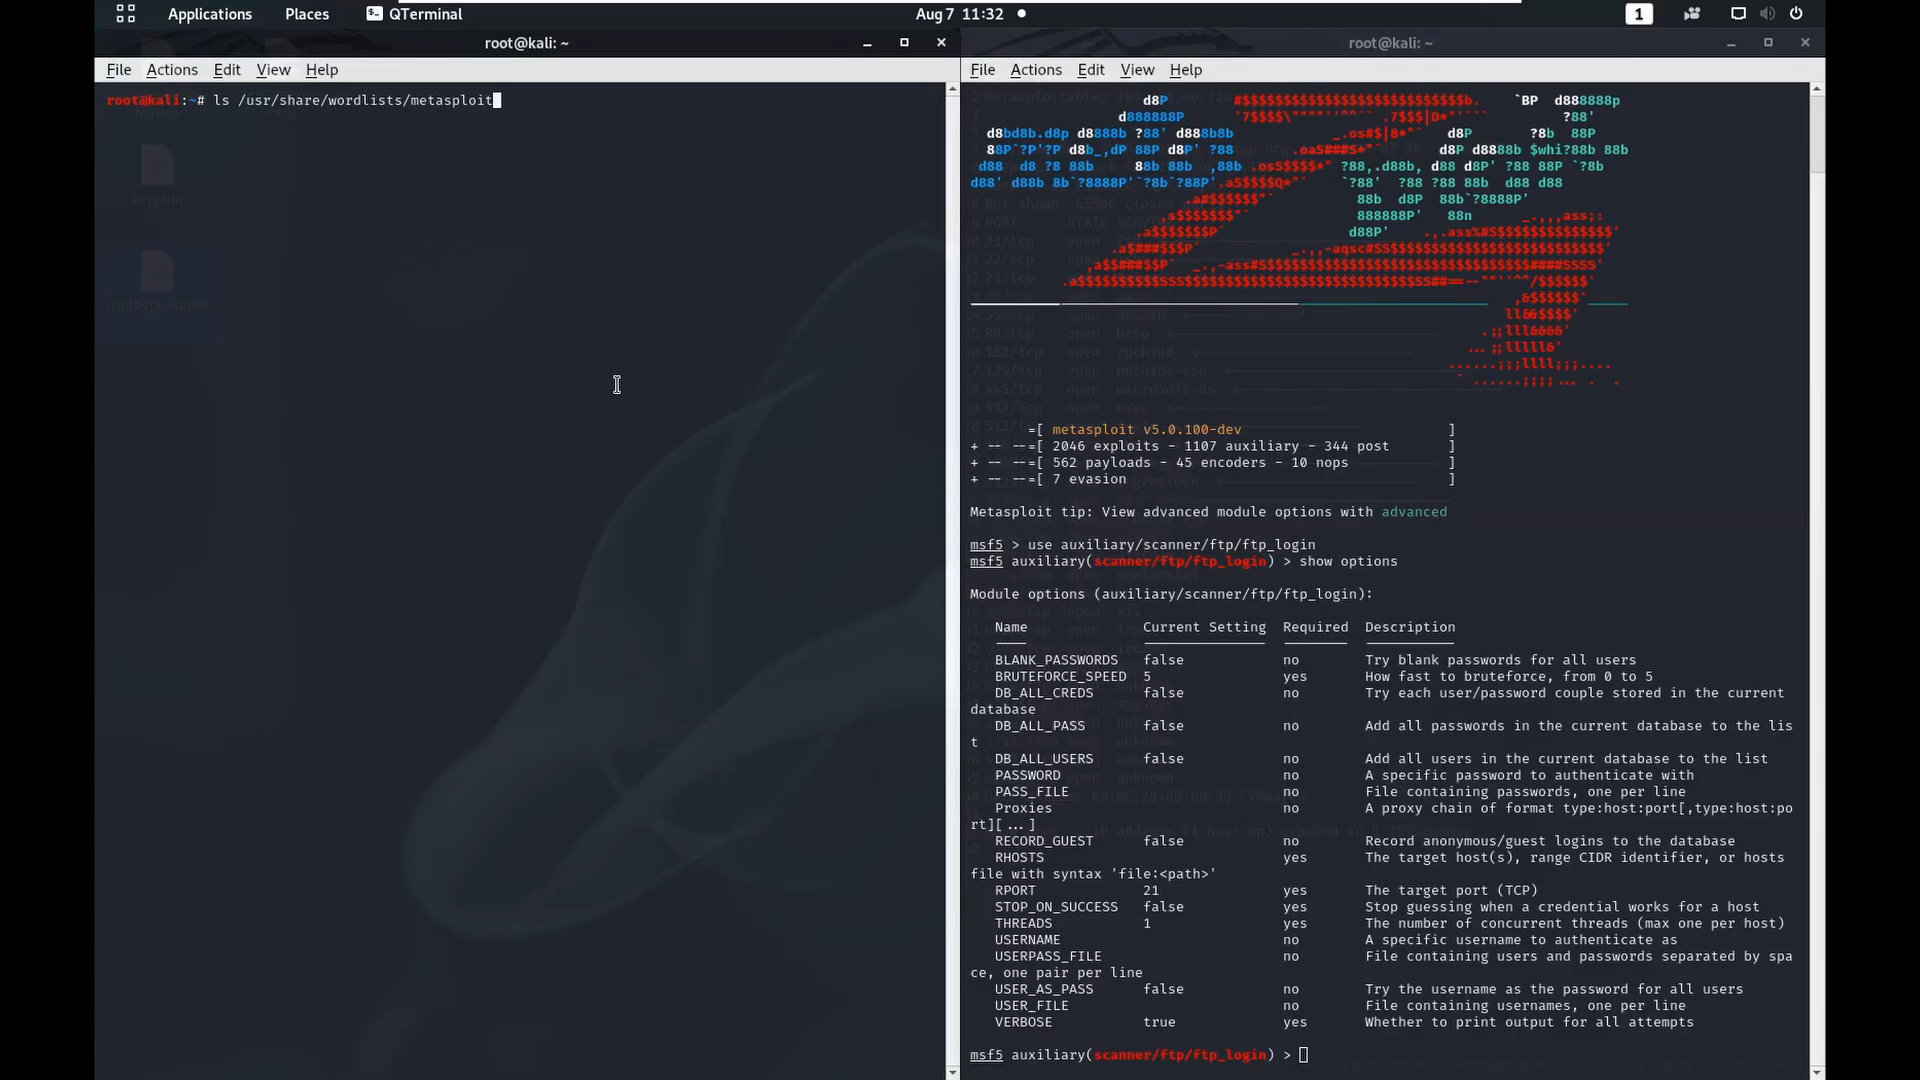 Applications Places QTerminal Aug 7 11:32 1
root@kali: ~
File Actions Edit View Help
root@kali:~# ls /usr/share/wordlists/metasploit
kryptun
metasploitable
root@kali: ~
File Actions Edit View Help
=[ metasploit v5.0.100-dev ]
+ -- --=[ 2046 exploits - 1107 auxiliary - 344 post ]
+ -- --=[ 562 payloads - 45 encoders - 10 nops ]
+ -- --=[ 7 evasion ]
Metasploit tip: View advanced module options with advanced
msf5 > use auxiliary/scanner/ftp/ftp_login
msf5 auxiliary(scanner/ftp/ftp_login) > show options
Module options (auxiliary/scanner/ftp/ftp_login):
Name Current Setting Required Description
BLANK_PASSWORDS false no Try blank passwords for all users
BRUTEFORCE_SPEED 5 yes How fast to bruteforce, from 0 to 5
DB_ALL_CREDS false no Try each user/password couple stored in the current
database
DB_ALL_PASS false no Add all passwords in the current database to the lis
t
DB_ALL_USERS false no Add all users in the current database to the list
PASSWORD no A specific password to authenticate with
PASS_FILE no File containing passwords, one per line
Proxies no A proxy chain of format type:host:port[,type:host:po
rt][...]
RECORD_GUEST false no Record anonymous/guest logins to the database
RHOSTS yes The target host(s), range CIDR identifier, or hosts
file with syntax 'file:<path>'
RPORT 21 yes The target port (TCP)
STOP_ON_SUCCESS false yes Stop guessing when a credential works for a host
THREADS 1 yes The number of concurrent threads (max one per host)
USERNAME no A specific username to authenticate as
USERPASS_FILE no File containing users and passwords separated by spa
ce, one pair per line
USER_AS_PASS false no Try the username as the password for all users
USER_FILE no File containing usernames, one per line
VERBOSE true yes Whether to print output for all attempts
msf5 auxiliary(scanner/ftp/ftp_login) >